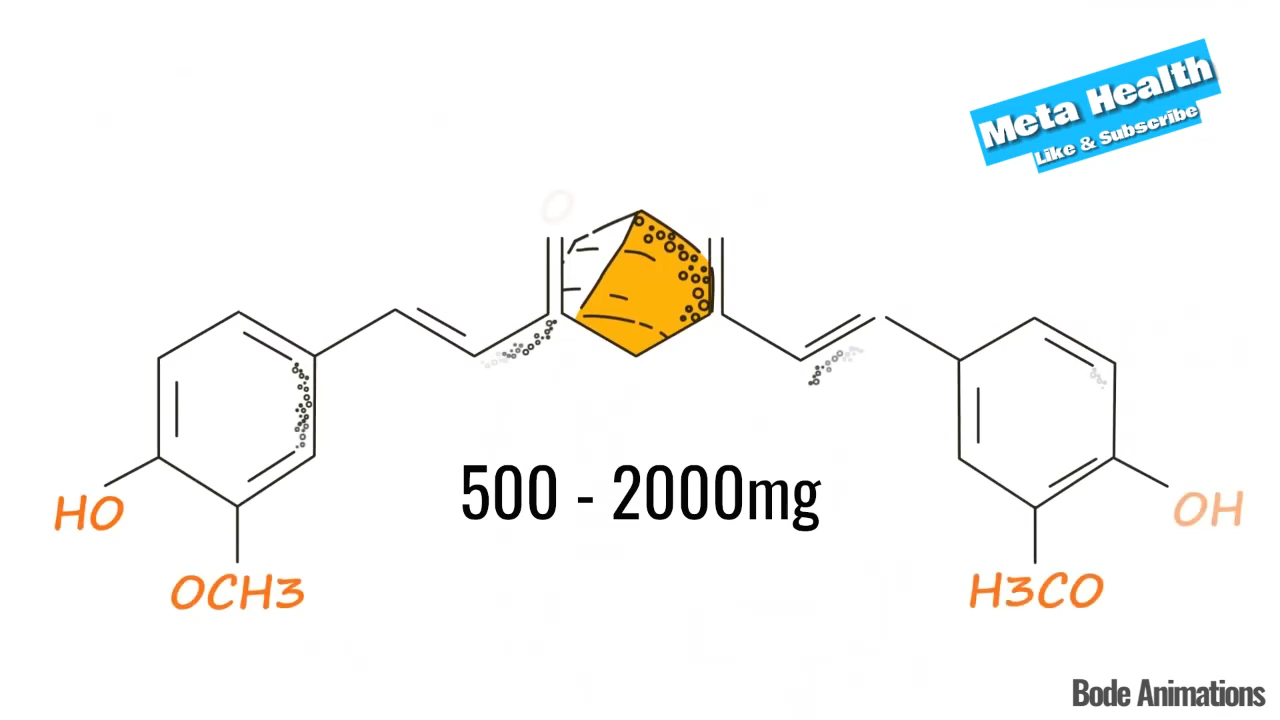 Meta Health
Like & Subscribe
O
500 - 2000mg
HO
OH
OCH3
H3CO
Bode Animations